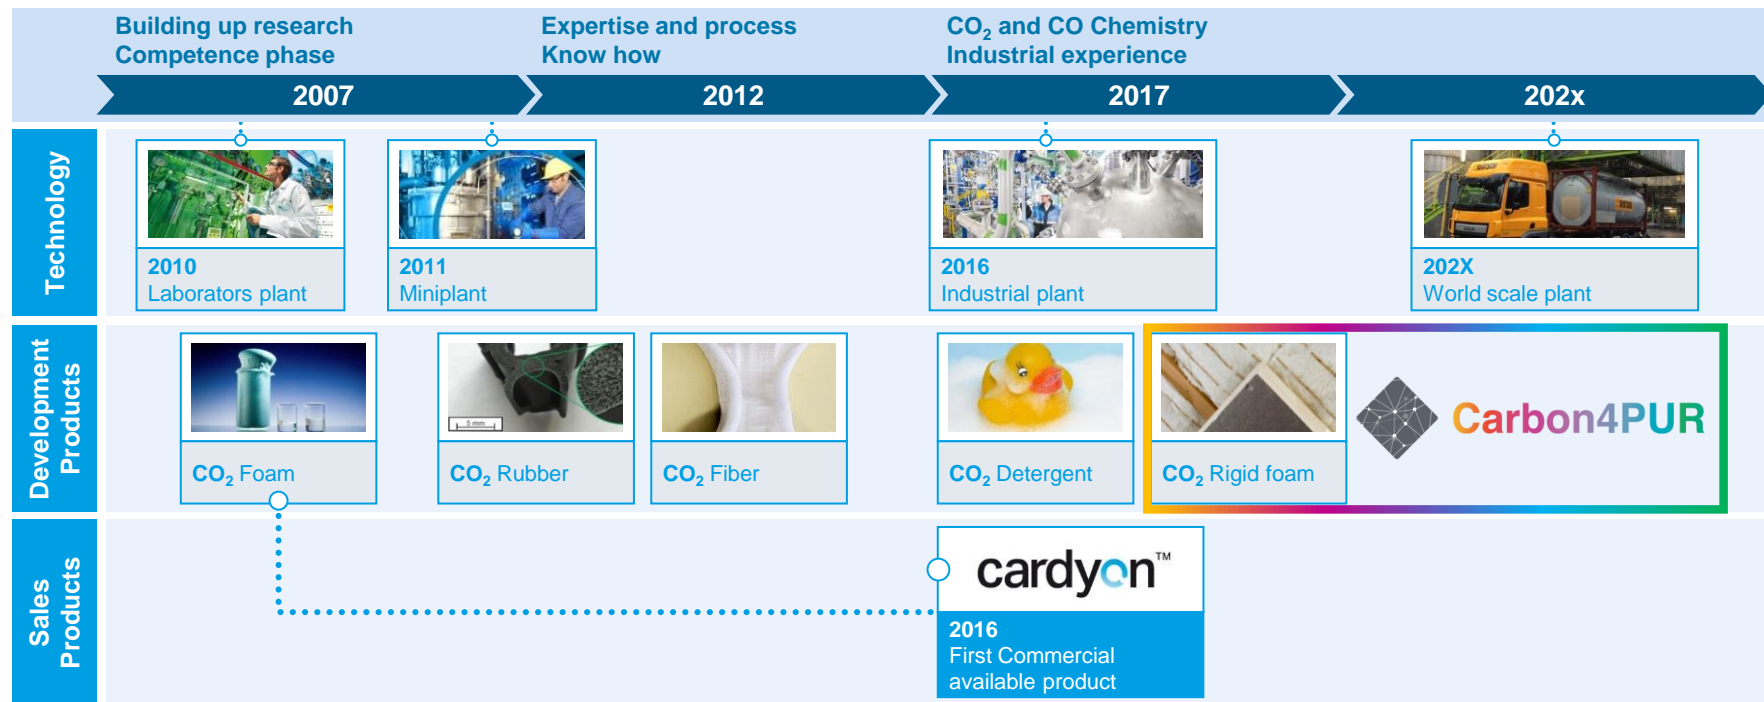 Building up research
Competence phase
Expertise and process
Know how
CO₂ and CO Chemistry
Industrial experience
2007
2012
2017
202x
Technology
2010
Laborators plant
2011
Miniplant
2016
Industrial plant
202X
World scale plant
Development
Products
5 mm
CO₂ Foam
CO₂ Rubber
CO₂ Fiber
CO₂ Detergent
CO₂ Rigid foam
Carbon4PUR
Sales
Products
cardyon™
2016
First Commercial
available product